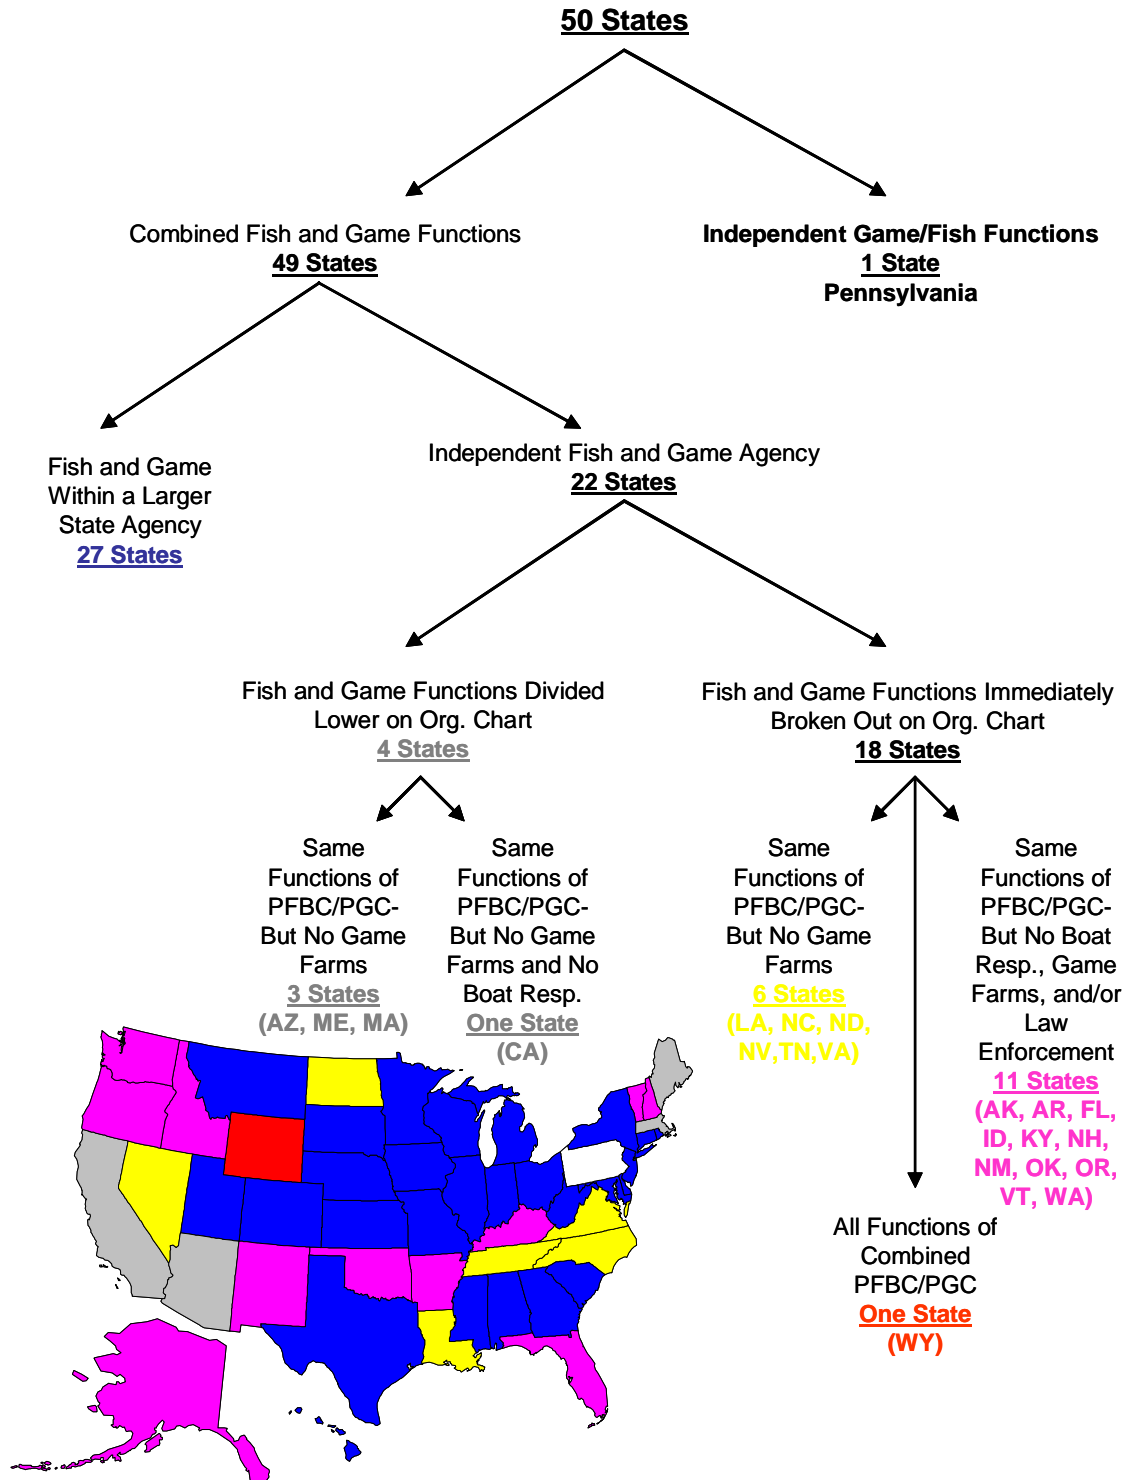 50 States
Combined Fish and Game Functions
49 States
Independent Game/Fish Functions
1 State
Pennsylvania
Fish and Game
Within a Larger
State Agency
27 States
Independent Fish and Game Agency
22 States
Fish and Game Functions Divided
Lower on Org. Chart
4 States
Fish and Game Functions Immediately
Broken Out on Org. Chart
18 States
Same
Functions of
PFBC/PGC-
But No Game
Farms
3 States
(AZ, ME, MA)
Same
Functions of
PFBC/PGC-
But No Game
Farms and No
Boat Resp.
One State
(CA)
Same
Functions of
PFBC/PGC-
But No Game
Farms
6 States
(LA, NC, ND,
NV,TN,VA)
Same
Functions of
PFBC/PGC-
But No Boat
Resp., Game
Farms, and/or
Law
Enforcement
11 States
(AK, AR, FL,
ID, KY, NH,
NM, OK, OR,
VT, WA)
All Functions of
Combined
PFBC/PGC
One State
(WY)